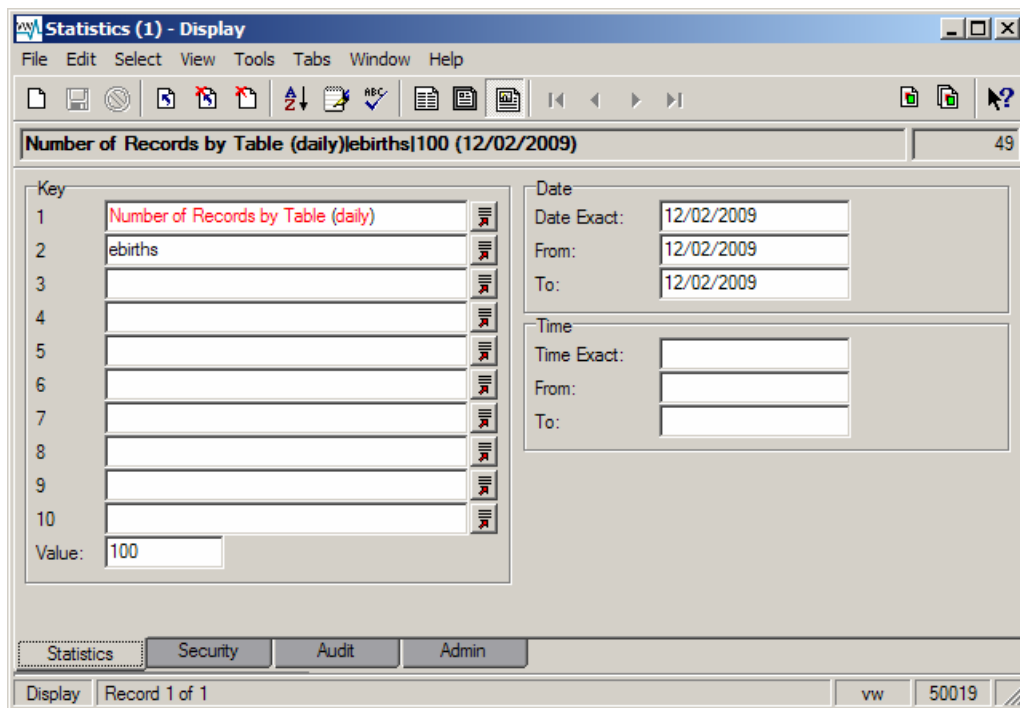 Statistics (1) - Display
File Edit Select View Tools Tabs Window Help
Number of Records by Table (daily)|ebirths|100 (12/02/2009) 49
Key
1 Number of Records by Table (daily)
2 ebirths
3
4
5
6
7
8
9
10
Value: 100
Date
Date Exact: 12/02/2009
From: 12/02/2009
To: 12/02/2009
Time
Time Exact:
From:
To:
Statistics Security Audit Admin
Display Record 1 of 1 vw 50019